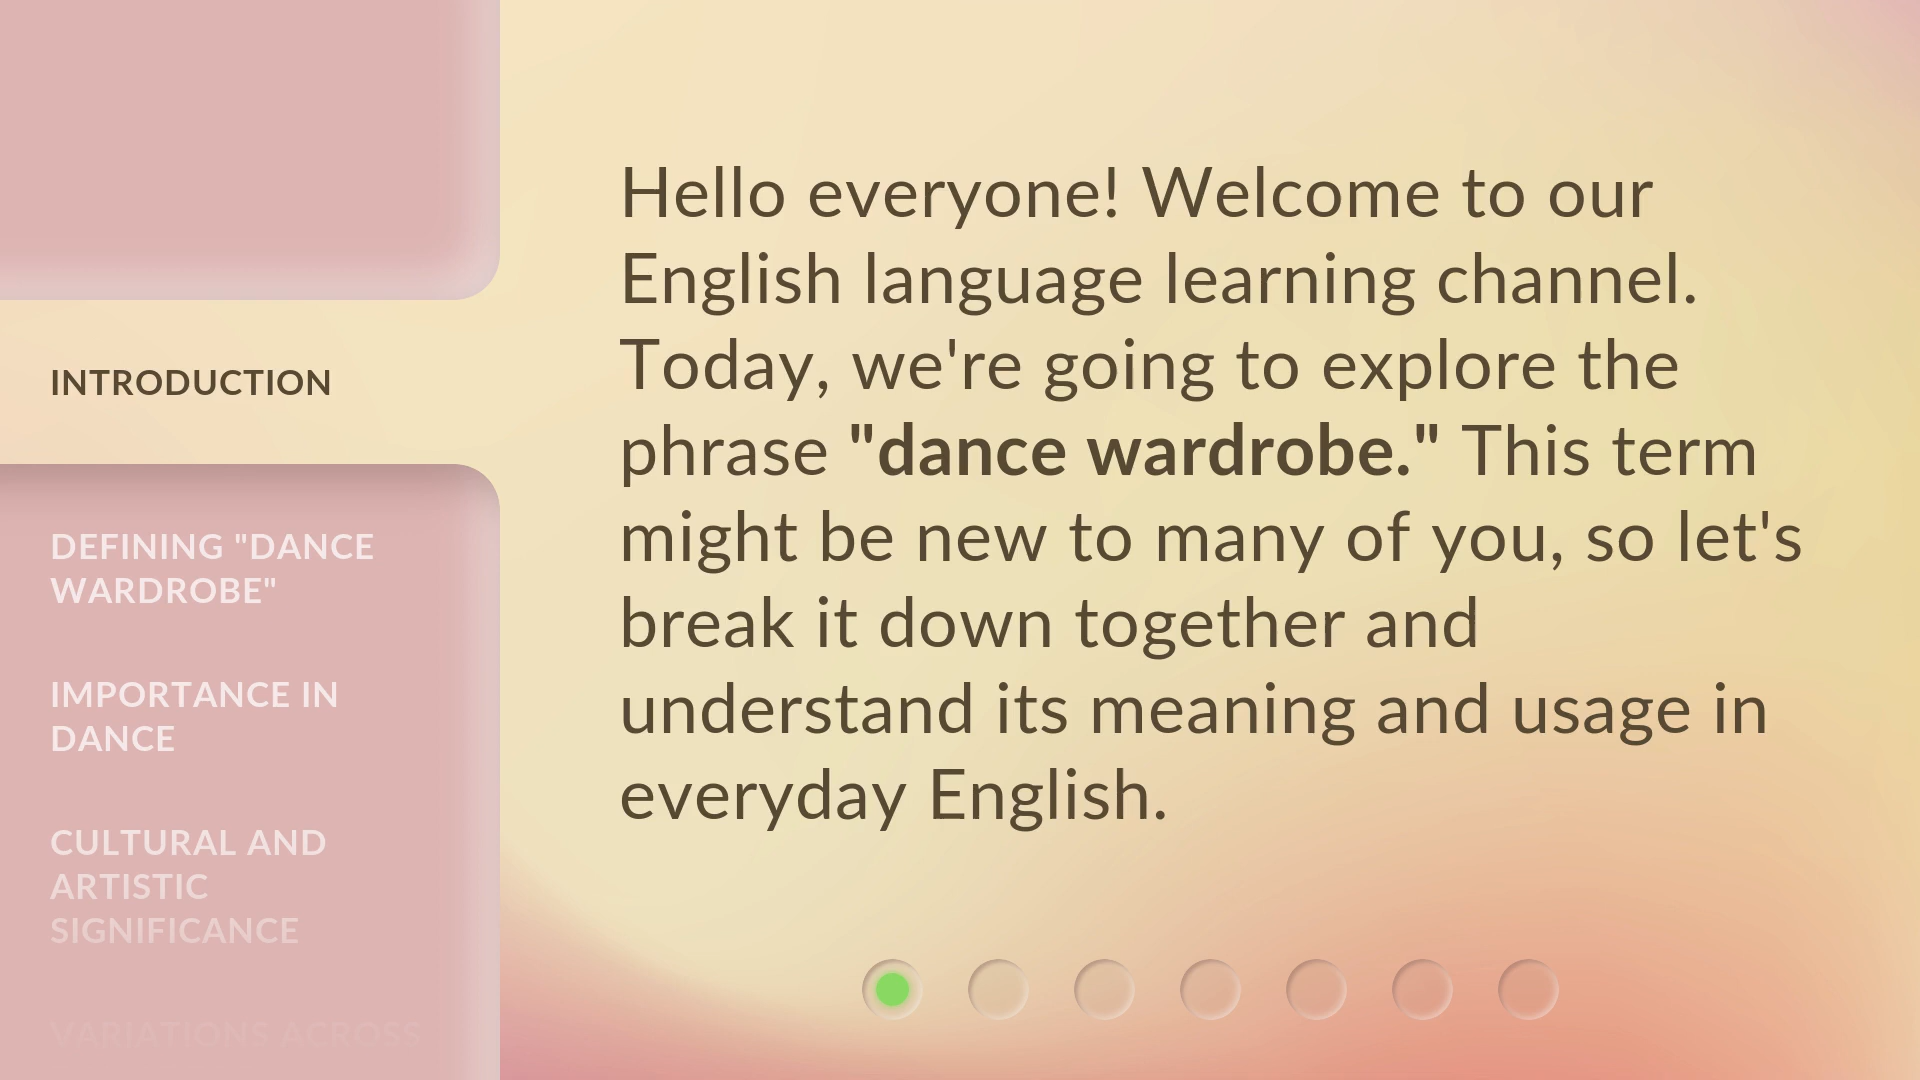 INTRODUCTION
DEFINING "DANCE
WARDROBE"
IMPORTANCE IN
DANCE
CULTURAL AND
ARTISTIC
SIGNIFICANCE
VARIATIONS ACROSS
Hello everyone! Welcome to our
English language learning channel.
Today, we're going to explore the
phrase "dance wardrobe." This term
might be new to many of you, so let's
break it down together and
understand its meaning and usage in
everyday English.